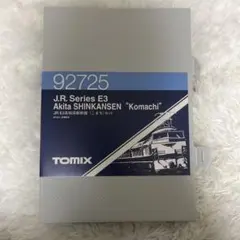 92725
J.R. Series E3
Akita SHINKANSEN "Komachi"
TOMIX